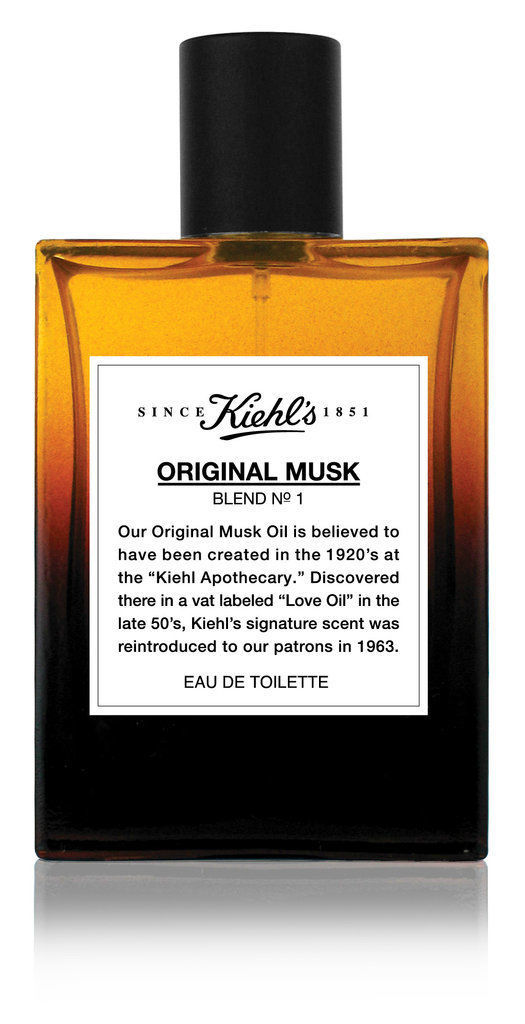 SINCE Kiehl's 1851
ORIGINAL MUSK
BLEND Nº 1
Our Original Musk Oil is believed to
have been created in the 1920's at
the “Kiehl Apothecary.” Discovered
there in a vat labeled “Love Oil” in the
late 50's, Kiehl's signature scent was
reintroduced to our patrons in 1963.
EAU DE TOILETTE